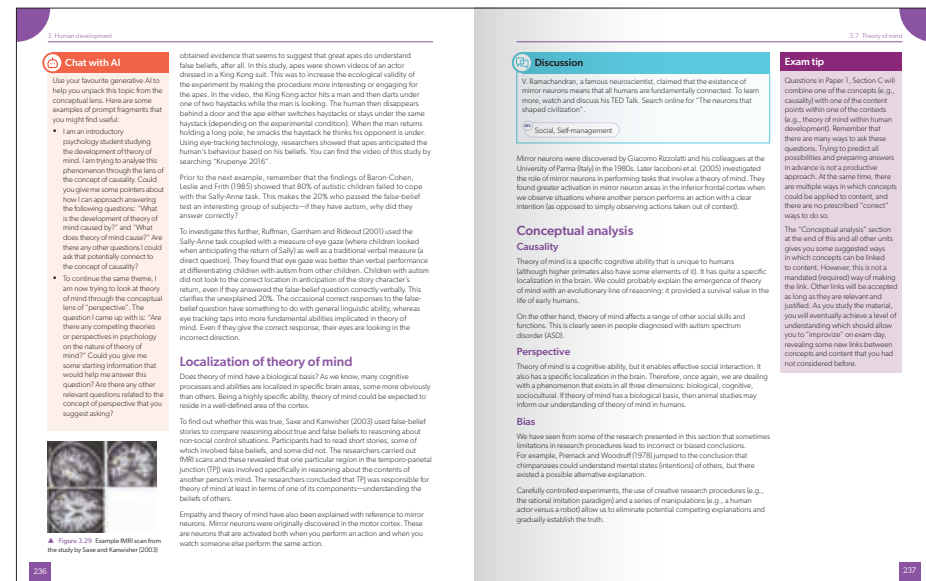 3 Human development
Chat with AI
Use your favourite generative AI to
help you unpack this topic from the
conceptual lens. Here are some
examples of prompt fragments that
you might find useful:
• I am an introductory
psychology student studying
the development of theory of
mind. I am trying to analyse this
phenomenon through the lens of
the concept of causality. Could
you give me some pointers about
how I can approach answering
the following questions: “What
is the development of theory of
mind caused by?” and “What
does theory of mind cause?” Are
there any other questions I could
ask that potentially connect to
the concept of causality?
• To continue the same theme, I
am now trying to look at theory
of mind through the conceptual
lens of “perspective”. The
question I came up with is: “Are
there any competing theories
or perspectives in psychology
on the nature of theory of
mind?” Could you give me
some starting information that
would help me answer this
question? Are there any other
relevant questions related to the
concept of perspective that you
suggest asking?
▲ Figure 3.29 Example fMRI scan from
the study by Saxe and Kanwisher (2003)
236
obtained evidence that seems to suggest that great apes do understand
false beliefs, after all. In this study, apes were shown videos of an actor
dressed in a King Kong suit. This was to increase the ecological validity of
the experiment by making the procedure more interesting or engaging for
the apes. In the video, the King Kong actor hits a man and then darts under
one of two haystacks while the man is looking. The human then disappears
behind a door and the ape either switches haystacks or stays under the same
haystack (depending on the experimental condition). When the man returns
holding a long pole, he smacks the haystack he thinks his opponent is under.
Using eye-tracking technology, researchers showed that apes anticipated the
human’s behaviour based on his beliefs. You can find the video of this study by
searching “Krupenye 2016”.
Prior to the next example, remember that the findings of Baron-Cohen,
Leslie and Frith (1985) showed that 80% of autistic children failed to cope
with the Sally-Anne task. This makes the 20% who passed the false-belief
test an interesting group of subjects—if they have autism, why did they
answer correctly?
To investigate this further, Ruffman, Garnham and Rideout (2001) used the
Sally-Anne task coupled with a measure of eye gaze (where children looked
when anticipating the return of Sally) as well as a traditional verbal measure (a
direct question). They found that eye gaze was better than verbal performance
at differentiating children with autism from other children. Children with autism
did not look to the correct location in anticipation of the story character’s
return, even if they answered the false-belief question correctly verbally. This
clarifies the unexplained 20%. The occasional correct responses to the false-
belief question have something to do with general linguistic ability, whereas
eye tracking taps into more fundamental abilities implicated in theory of
mind. Even if they give the correct response, their eyes are looking in the
incorrect direction.
Localization of theory of mind
Does theory of mind have a biological basis? As we know, many cognitive
processes and abilities are localized in specific brain areas, some more obviously
than others. Being a highly specific ability, theory of mind could be expected to
reside in a well-defined area of the cortex.
To find out whether this was true, Saxe and Kanwisher (2003) used false-belief
stories to compare reasoning about true and false beliefs to reasoning about
non-social control situations. Participants had to read short stories, some of
which involved false beliefs, and some did not. The researchers carried out
fMRI scans and these revealed that one particular region in the temporo-parietal
junction (TPJ) was involved specifically in reasoning about the contents of
another person’s mind. The researchers concluded that TPJ was responsible for
theory of mind at least in terms of one of its components—understanding the
beliefs of others.
Empathy and theory of mind have also been explained with reference to mirror
neurons. Mirror neurons were originally discovered in the motor cortex. These
are neurons that are activated both when you perform an action and when you
watch someone else perform the same action.
3.7 Theory of mind
Discussion
V. Ramachandran, a famous neuroscientist, claimed that the existence of
mirror neurons means that all humans are fundamentally connected. To learn
more, watch and discuss his TED Talk. Search online for “The neurons that
shaped civilization”.
ATL
Social, Self-management
Mirror neurons were discovered by Giacomo Rizzolatti and his colleagues at the
University of Parma (Italy) in the 1980s. Later Iacoboni et al. (2005) investigated
the role of mirror neurons in performing tasks that involve a theory of mind. They
found greater activation in mirror neuron areas in the inferior frontal cortex when
we observe situations where another person performs an action with a clear
intention (as opposed to simply observing actions taken out of context).
Conceptual analysis
Causality
Theory of mind is a specific cognitive ability that is unique to humans
(although higher primates also have some elements of it). It has quite a specific
localization in the brain. We could probably explain the emergence of theory
of mind with an evolutionary line of reasoning: it provided a survival value in the
life of early humans.
On the other hand, theory of mind affects a range of other social skills and
functions. This is clearly seen in people diagnosed with autism spectrum
disorder (ASD).
Perspective
Theory of mind is a cognitive ability, but it enables effective social interaction. It
also has a specific localization in the brain. Therefore, once again, we are dealing
with a phenomenon that exists in all three dimensions: biological, cognitive,
sociocultural. If theory of mind has a biological basis, then animal studies may
inform our understanding of theory of mind in humans.
Bias
We have seen from some of the research presented in this section that sometimes
limitations in research procedures lead to incorrect or biased conclusions.
For example, Premack and Woodruff (1978) jumped to the conclusion that
chimpanzees could understand mental states (intentions) of others, but there
existed a possible alternative explanation.
Carefully controlled experiments, the use of creative research procedures (e.g.,
the rational imitation paradigm) and a series of manipulations (e.g., a human
actor versus a robot) allow us to eliminate potential competing explanations and
gradually establish the truth.
Exam tip
Questions in Paper 1, Section C will
combine one of the concepts (e.g.,
causality) with one of the content
points within one of the contexts
(e.g., theory of mind within human
development). Remember that
there are many ways to ask these
questions. Trying to predict all
possibilities and preparing answers
in advance is not a productive
approach. At the same time, there
are multiple ways in which concepts
could be applied to content, and
there are no prescribed “correct”
ways to do so.
The “Conceptual analysis” section
at the end of this and all other units
gives you some suggested ways
in which concepts can be linked
to content. However, this is not a
mandated (required) way of making
the link. Other links will be accepted
as long as they are relevant and
justified. As you study the material,
you will eventually achieve a level of
understanding which should allow
you to “improvize” on exam day,
revealing some new links between
concepts and content that you had
not considered before.
237